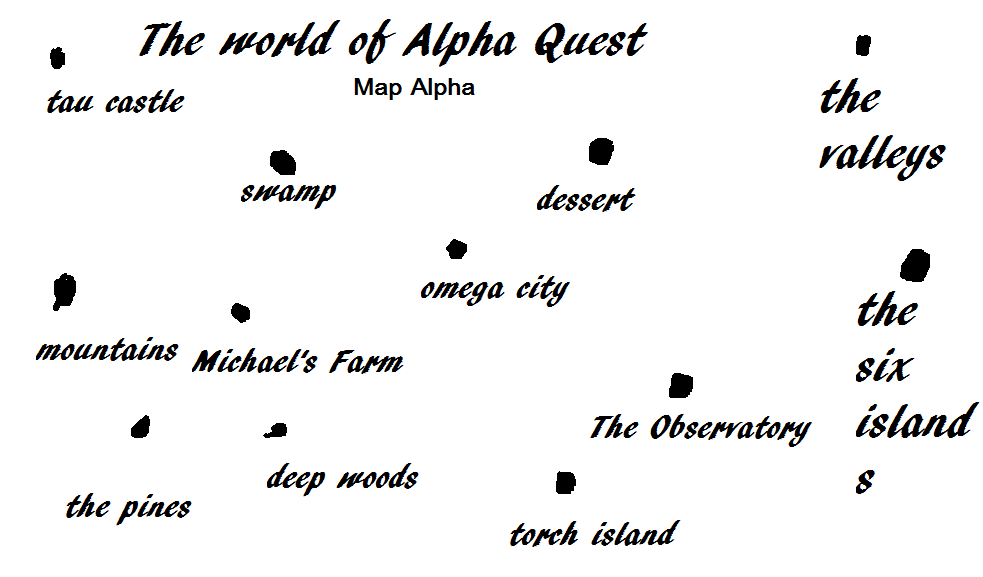 The world of Alpha Quest
Map Alpha
tau castle
the
valleys
swamp
dessert
omega city
the
six
island
s
mountains
Michael's Farm
The Observatory
deep woods
the pines
torch island